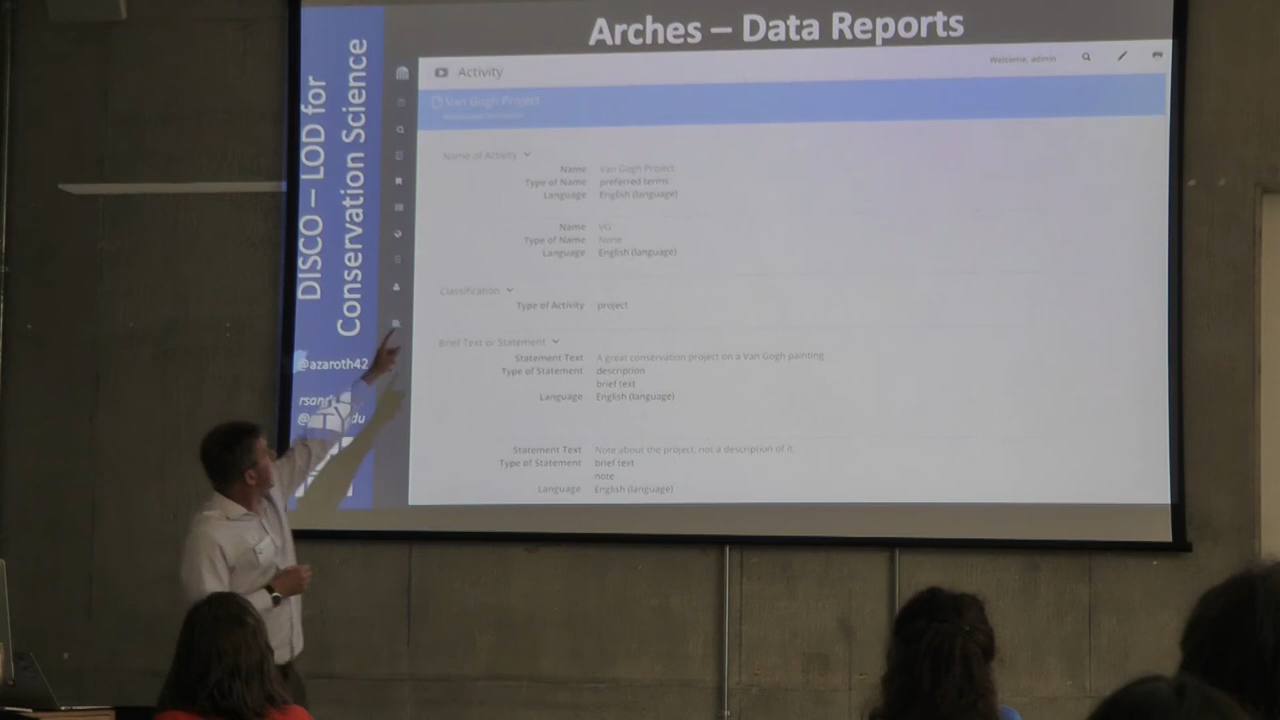 Arches – Data Reports
DISCO – LOD for
Conservation Science
@azaroth42
Activity
Welcome, admin
Van Gogh Project
Name of Activity
Name Van Gogh Project
Type of Name preferred terms
Language English (language)
Name VG
Type of Name None
Language English (language)
Classification
Type of Activity project
Brief Text or Statement
Statement Text A great conservation project on a Van Gogh painting
Type of Statement description
brief text
Language English (language)
Statement Text Note about the project, not a description of it.
Type of Statement brief text
note
Language English (language)